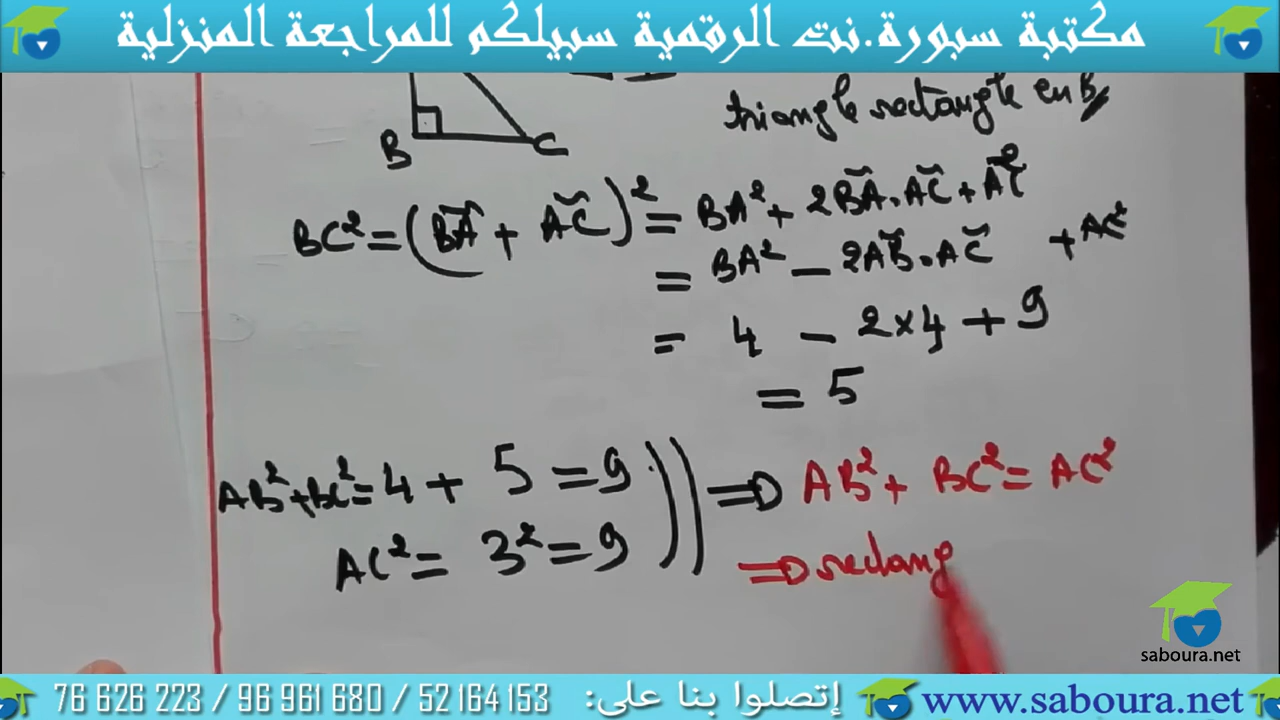 مكتبة سبورة.نت الرقمية سبيلكم للمراجعة المنزلية
triangle rectangle en B
B
C
BC² = (BA + AC)² = BA² + 2BA.AC + AC²
= BA² - 2AB.AC + AC²
= 4 - 2×4 + 9
= 5
AB²+BC² = 4 + 5 = 9
AC² = 3² = 9
=> AB² + BC² = AC²
=> rectang
saboura.net
76 626 223 / 96 961 680 / 52 164 153 إتصلوا بنا على: www.saboura.net